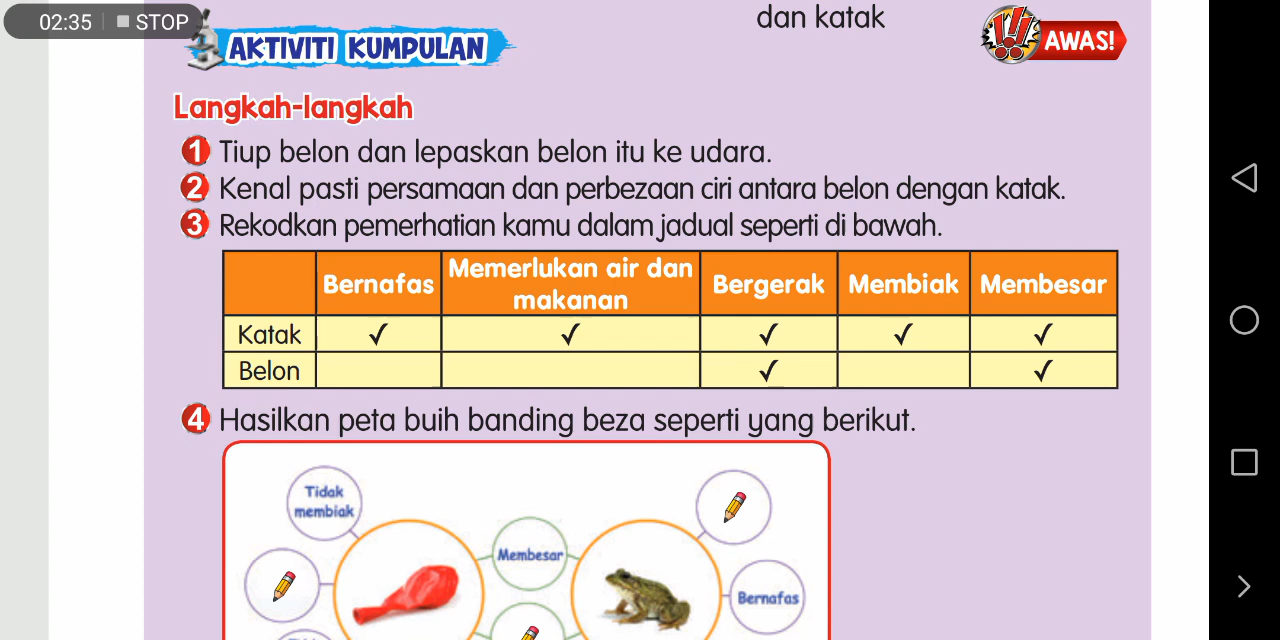 02:35 STOP
dan katak
AKTIVITI KUMPULAN
AWAS!
Langkah-langkah
1 Tiup belon dan lepaskan belon itu ke udara.
2 Kenal pasti persamaan dan perbezaan ciri antara belon dengan katak.
3 Rekodkan pemerhatian kamu dalam jadual seperti di bawah.
Bernafas Memerlukan air dan makanan Bergerak Membiak Membesar
Katak ✓ ✓ ✓ ✓ ✓
Belon ✓ ✓
4 Hasilkan peta buih banding beza seperti yang berikut.
Tidak
membiak
Membesar
Bernafas